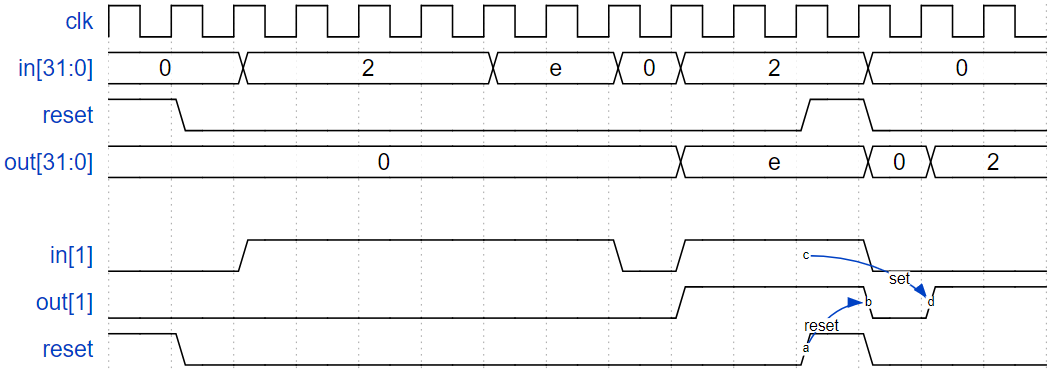 clk
in[31:0] 0 2 e 0 2 0
reset
out[31:0] 0 e 0 2
in[1] c
set
out[1] b d
reset
reset a